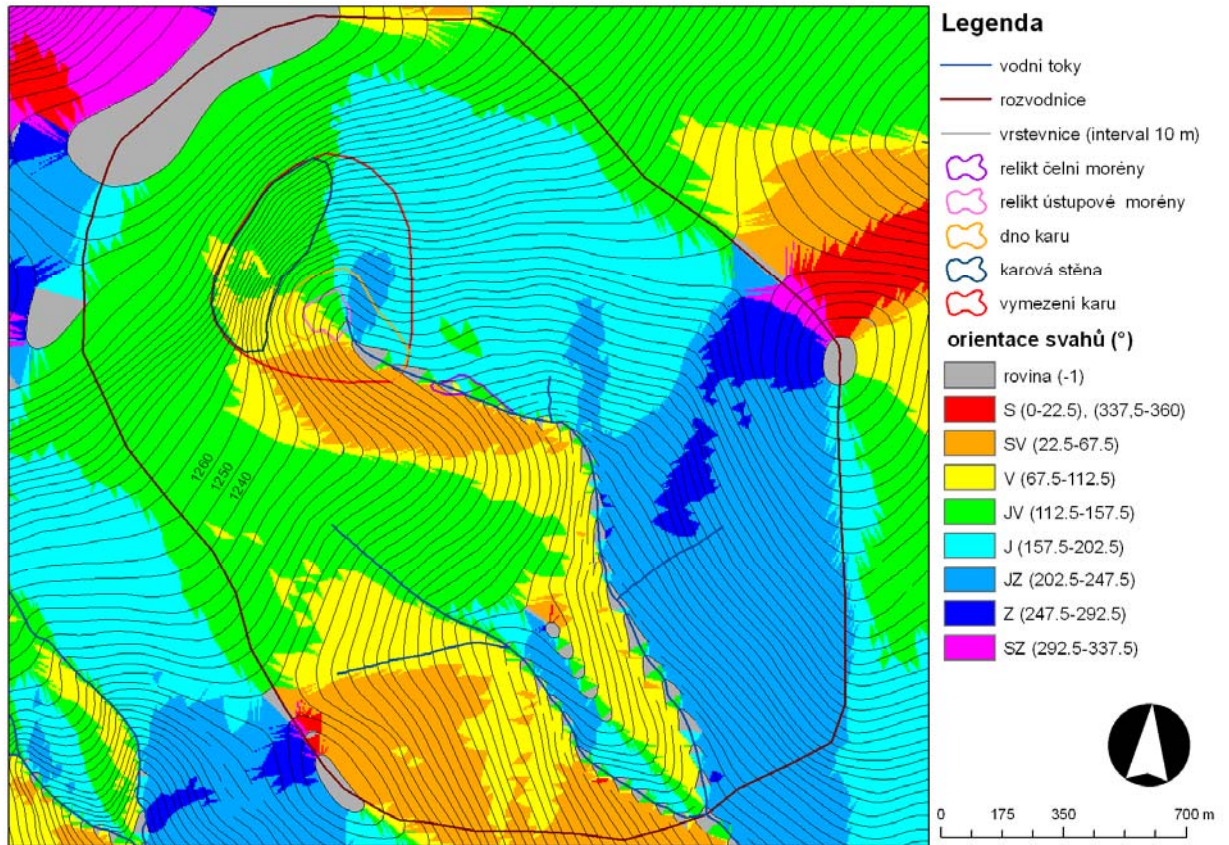 Legenda
vodní toky
rozvodnice
vrstevnice (interval 10 m)
relikt čelní morény
relikt ústupové morény
dno karu
karová stěna
vymezení karu
orientace svahů (°)
rovina (-1)
S (0-22.5), (337,5-360)
SV (22.5-67.5)
V (67.5-112.5)
JV (112.5-157.5)
J (157.5-202.5)
JZ (202.5-247.5)
Z (247.5-292.5)
SZ (292.5-337.5)
1260
1250
1240
0 175 350 700 m